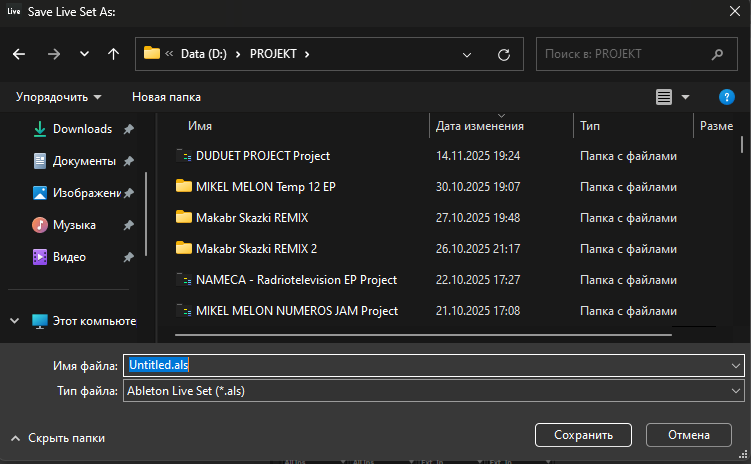 Live Save Live Set As:
« Data (D:) › PROJEKT ›
Поиск в: PROJEKT
Упорядочить
Новая папка
?
Downloads
Документы
Изображени
Музыка
Видео
Этот компьюте
Имя Дата изменения Тип Разме
DUDUET PROJECT Project 14.11.2025 19:24 Папка с файлами
MIKEL MELON Temp 12 EP 30.10.2025 19:07 Папка с файлами
Makabr Skazki REMIX 27.10.2025 19:48 Папка с файлами
Makabr Skazki REMIX 2 26.10.2025 21:17 Папка с файлами
NAMECA - Radriotelevision EP Project 22.10.2025 17:27 Папка с файлами
MIKEL MELON NUMEROS JAM Project 21.10.2025 17:08 Папка с файлами
Имя файла: Untitled.als
Тип файла: Ableton Live Set (*.als)
Скрыть папки
Сохранить
Отмена